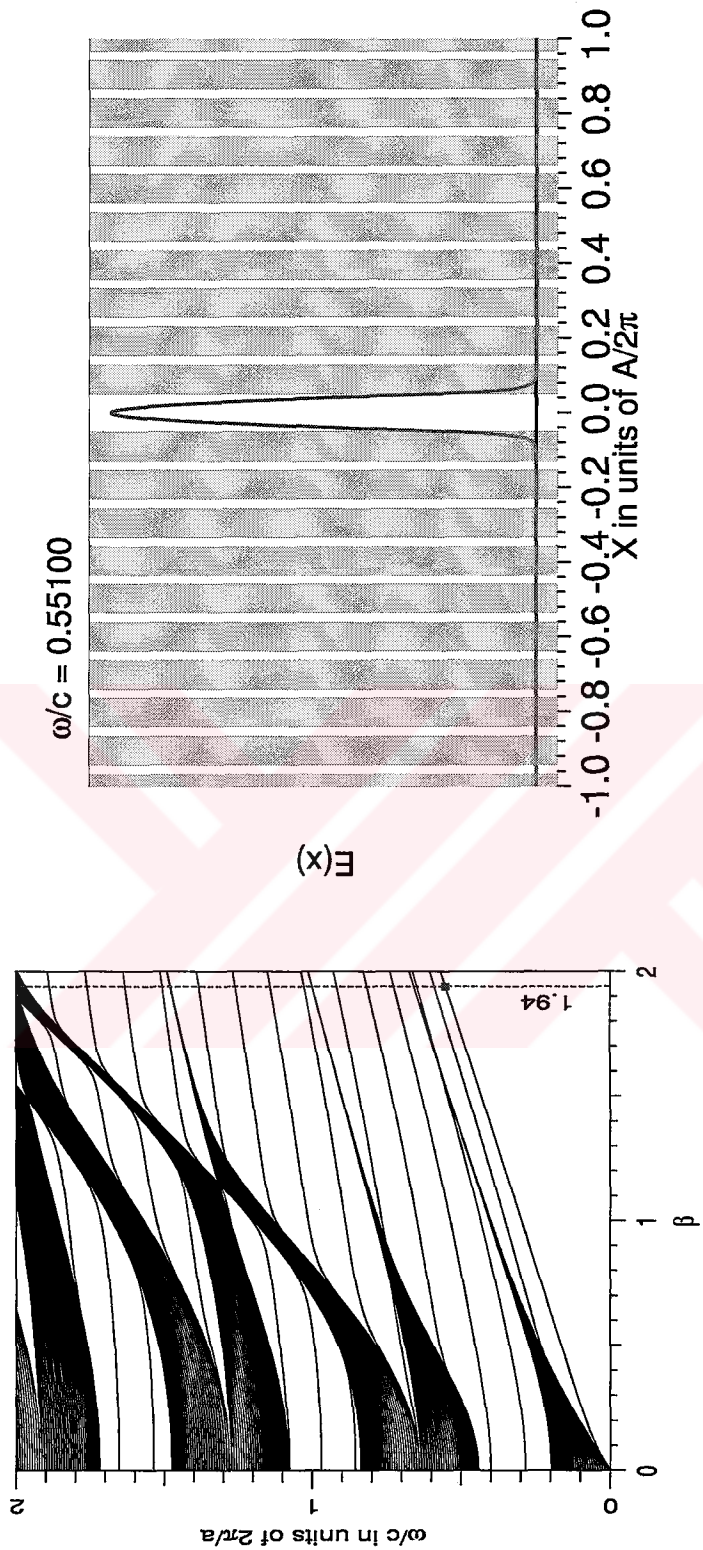 ω/c = 0.55100
E(x)
-1.0 -0.8 -0.6 -0.4 -0.2 0.0 0.2 0.4 0.6 0.8 1.0
X in units of A/2π
ω/c in units of 2π/a
2
1
0
1.94
0 1 2
β